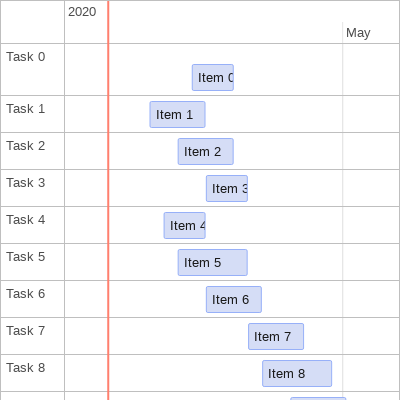 2020
May
Task 0
Item 0
Task 1
Item 1
Task 2
Item 2
Task 3
Item 3
Task 4
Item 4
Task 5
Item 5
Task 6
Item 6
Task 7
Item 7
Task 8
Item 8